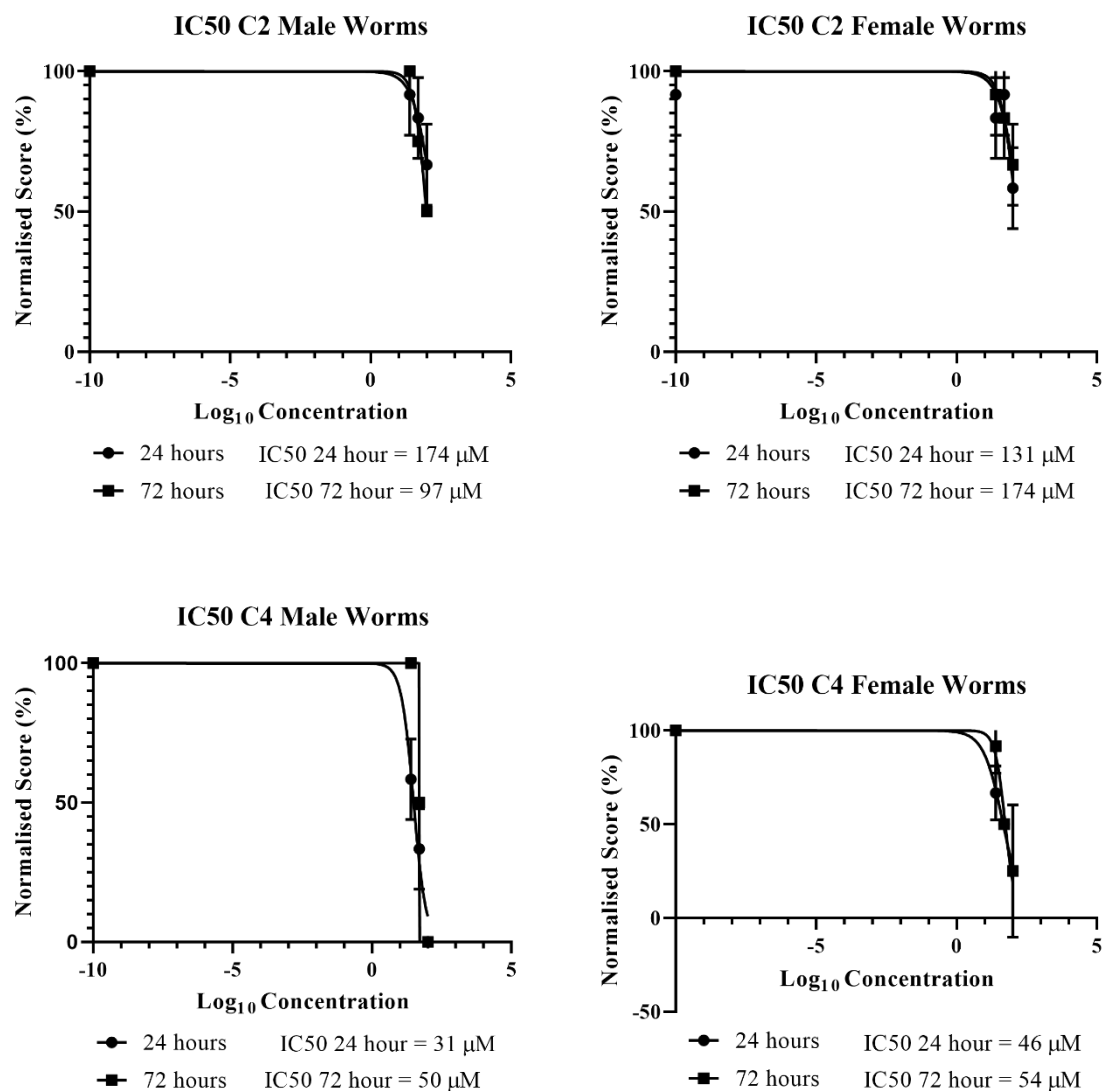 IC50 C2 Male Worms
Normalised Score (%)
100
50
0
-10 -5 0 5
Log10 Concentration
24 hours IC50 24 hour = 174 μM
72 hours IC50 72 hour = 97 μM
IC50 C2 Female Worms
Normalised Score (%)
100
50
0
-10 -5 0 5
Log10 Concentration
24 hours IC50 24 hour = 131 μM
72 hours IC50 72 hour = 174 μM
IC50 C4 Male Worms
Normalised Score (%)
100
50
0
-10 -5 0 5
Log10 Concentration
24 hours IC50 24 hour = 31 μM
72 hours IC50 72 hour = 50 μM
IC50 C4 Female Worms
Normalised Score (%)
100
50
0
-50
-5 0 5
Log10 Concentration
24 hours IC50 24 hour = 46 μM
72 hours IC50 72 hour = 54 μM